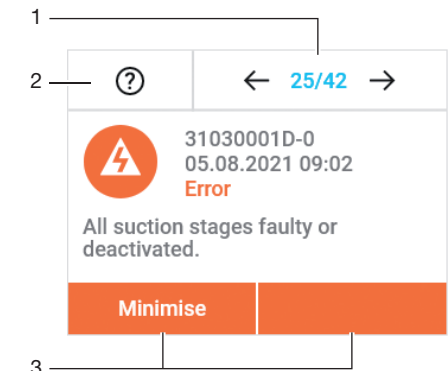 1
2
? ← 25/42 →
31030001D-0
05.08.2021 09:02
Error
All suction stages faulty or
deactivated.
Minimise
3